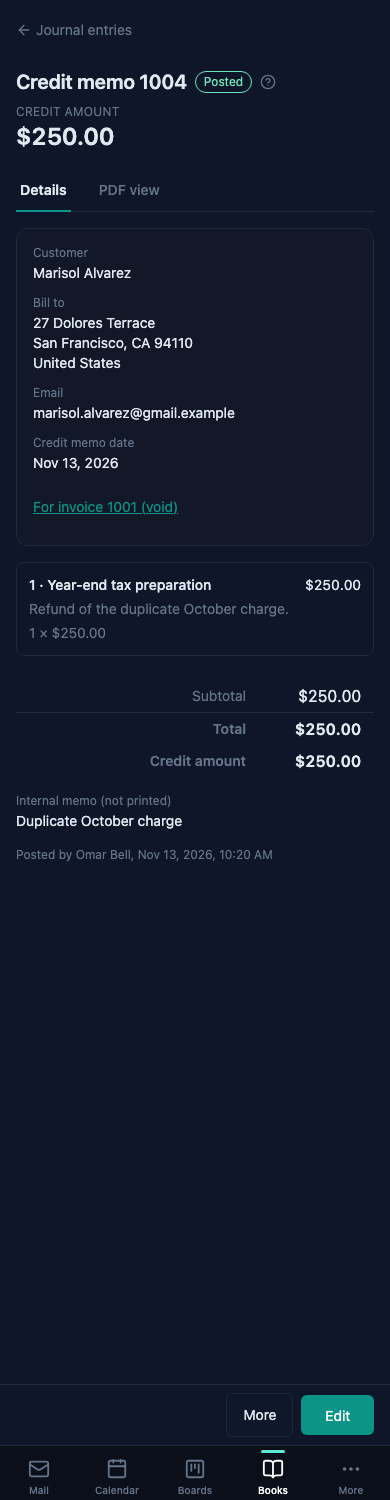 Journal entries
Credit memo 1004 Posted
CREDIT AMOUNT
$250.00
Details PDF view
Customer
Marisol Alvarez
Bill to
27 Dolores Terrace
San Francisco, CA 94110
United States
Email
marisol.alvarez@gmail.example
Credit memo date
Nov 13, 2026
For invoice 1001 (void)
1 · Year-end tax preparation $250.00
Refund of the duplicate October charge.
1 × $250.00
Subtotal $250.00
Total $250.00
Credit amount $250.00
Internal memo (not printed)
Duplicate October charge
Posted by Omar Bell, Nov 13, 2026, 10:20 AM
More Edit
Mail Calendar Boards Books More